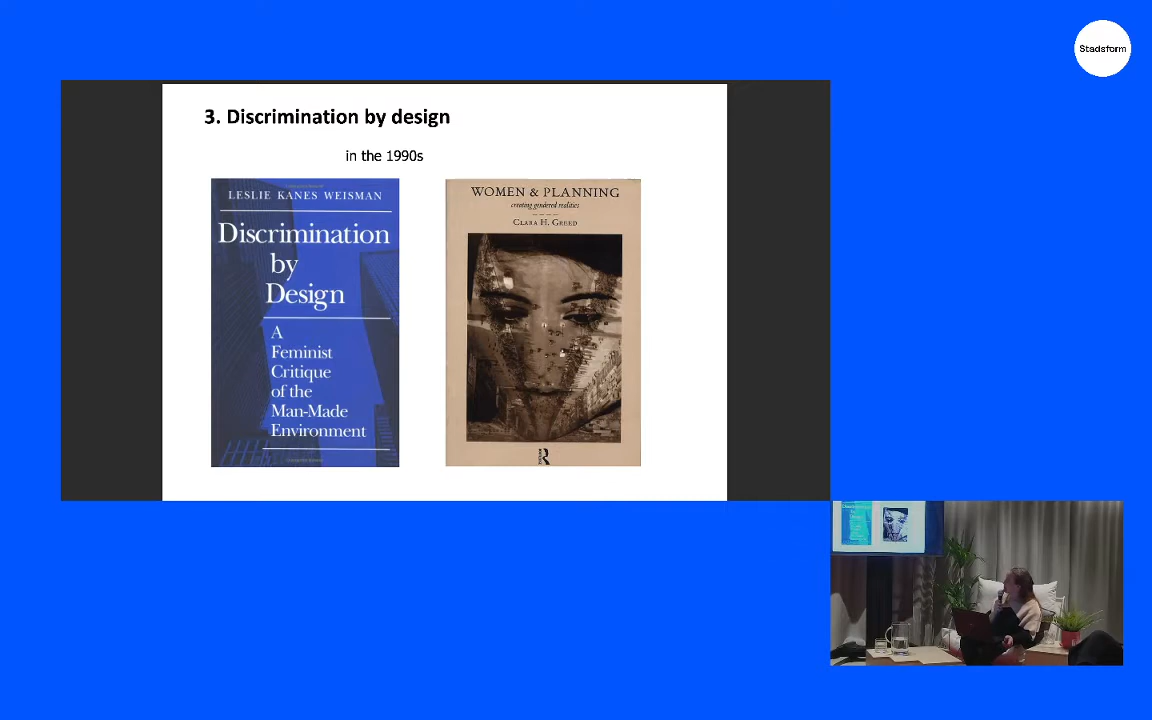 Stadsform
3. Discrimination by design
in the 1990s
LESLIE KANES WEISMAN
Discrimination
by
Design
A
Feminist
Critique
of the
Man-Made
Environment
WOMEN & PLANNING
creating gendered realities
CLARA H. GREED
R